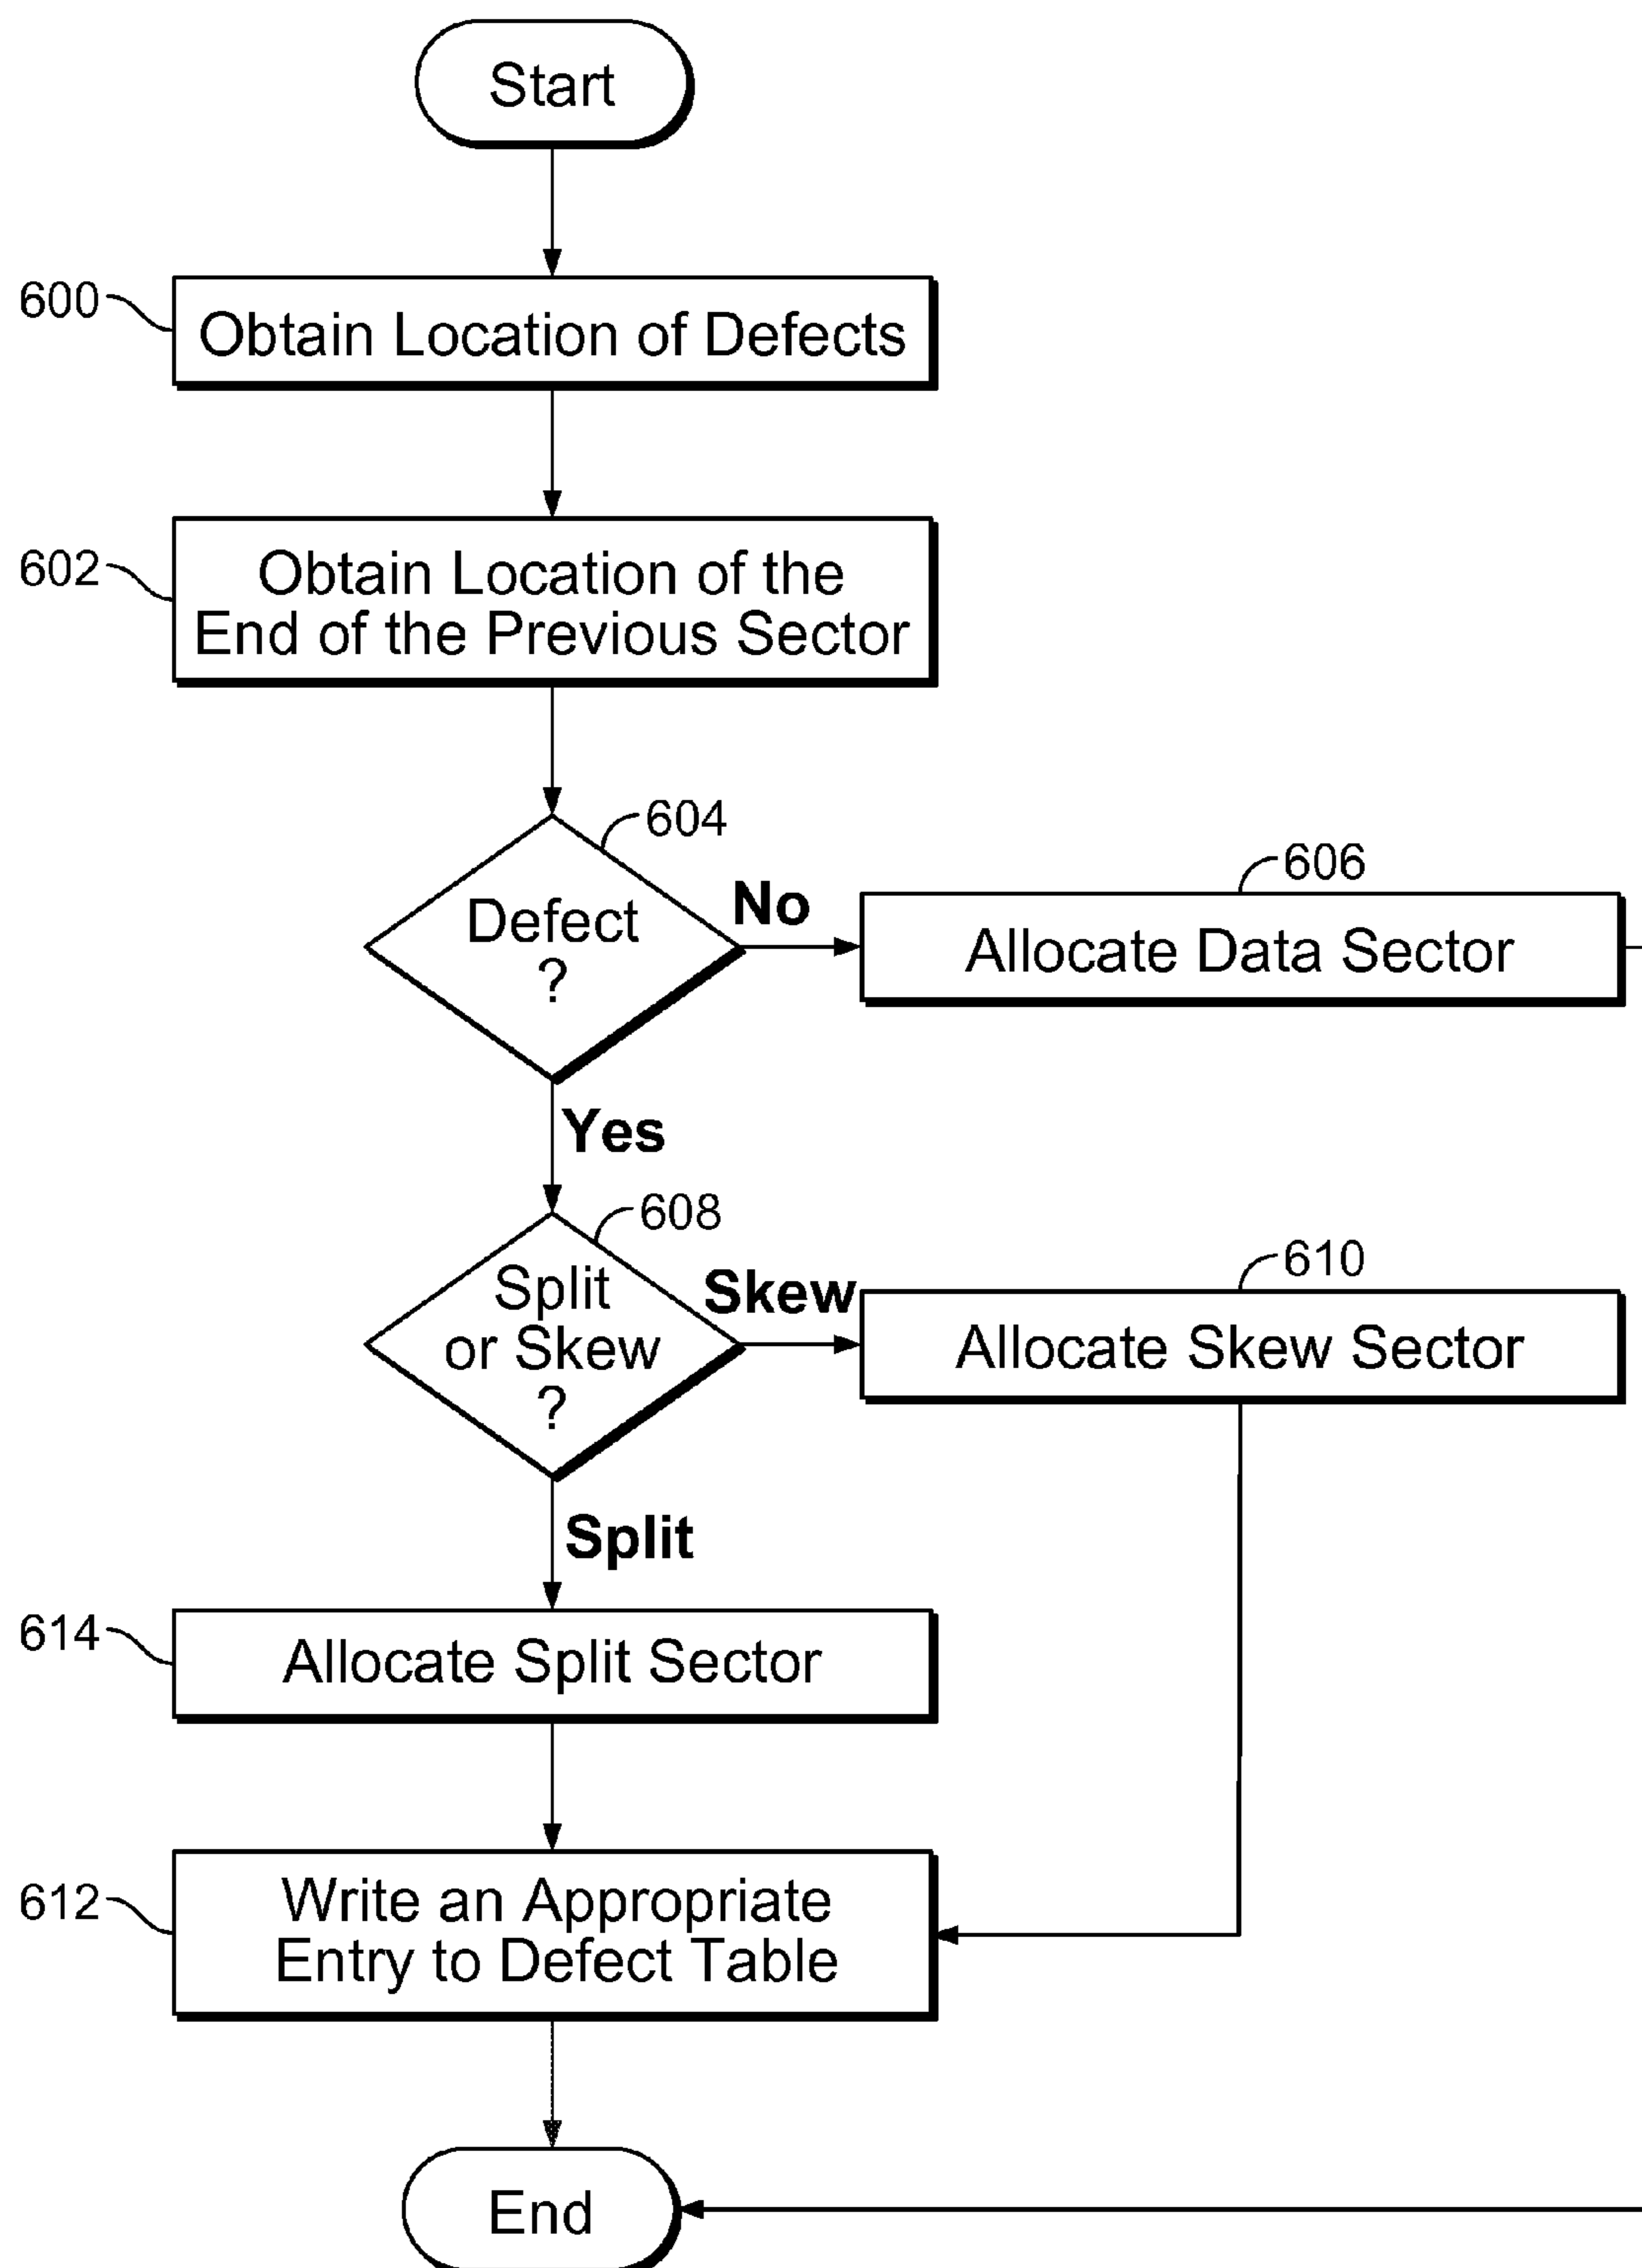 Start
600
Obtain Location of Defects
602
Obtain Location of the
End of the Previous Sector
604
Defect
?
No
606
Allocate Data Sector
Yes
608
Split
or Skew
?
Skew
610
Allocate Skew Sector
Split
614
Allocate Split Sector
612
Write an Appropriate
Entry to Defect Table
End